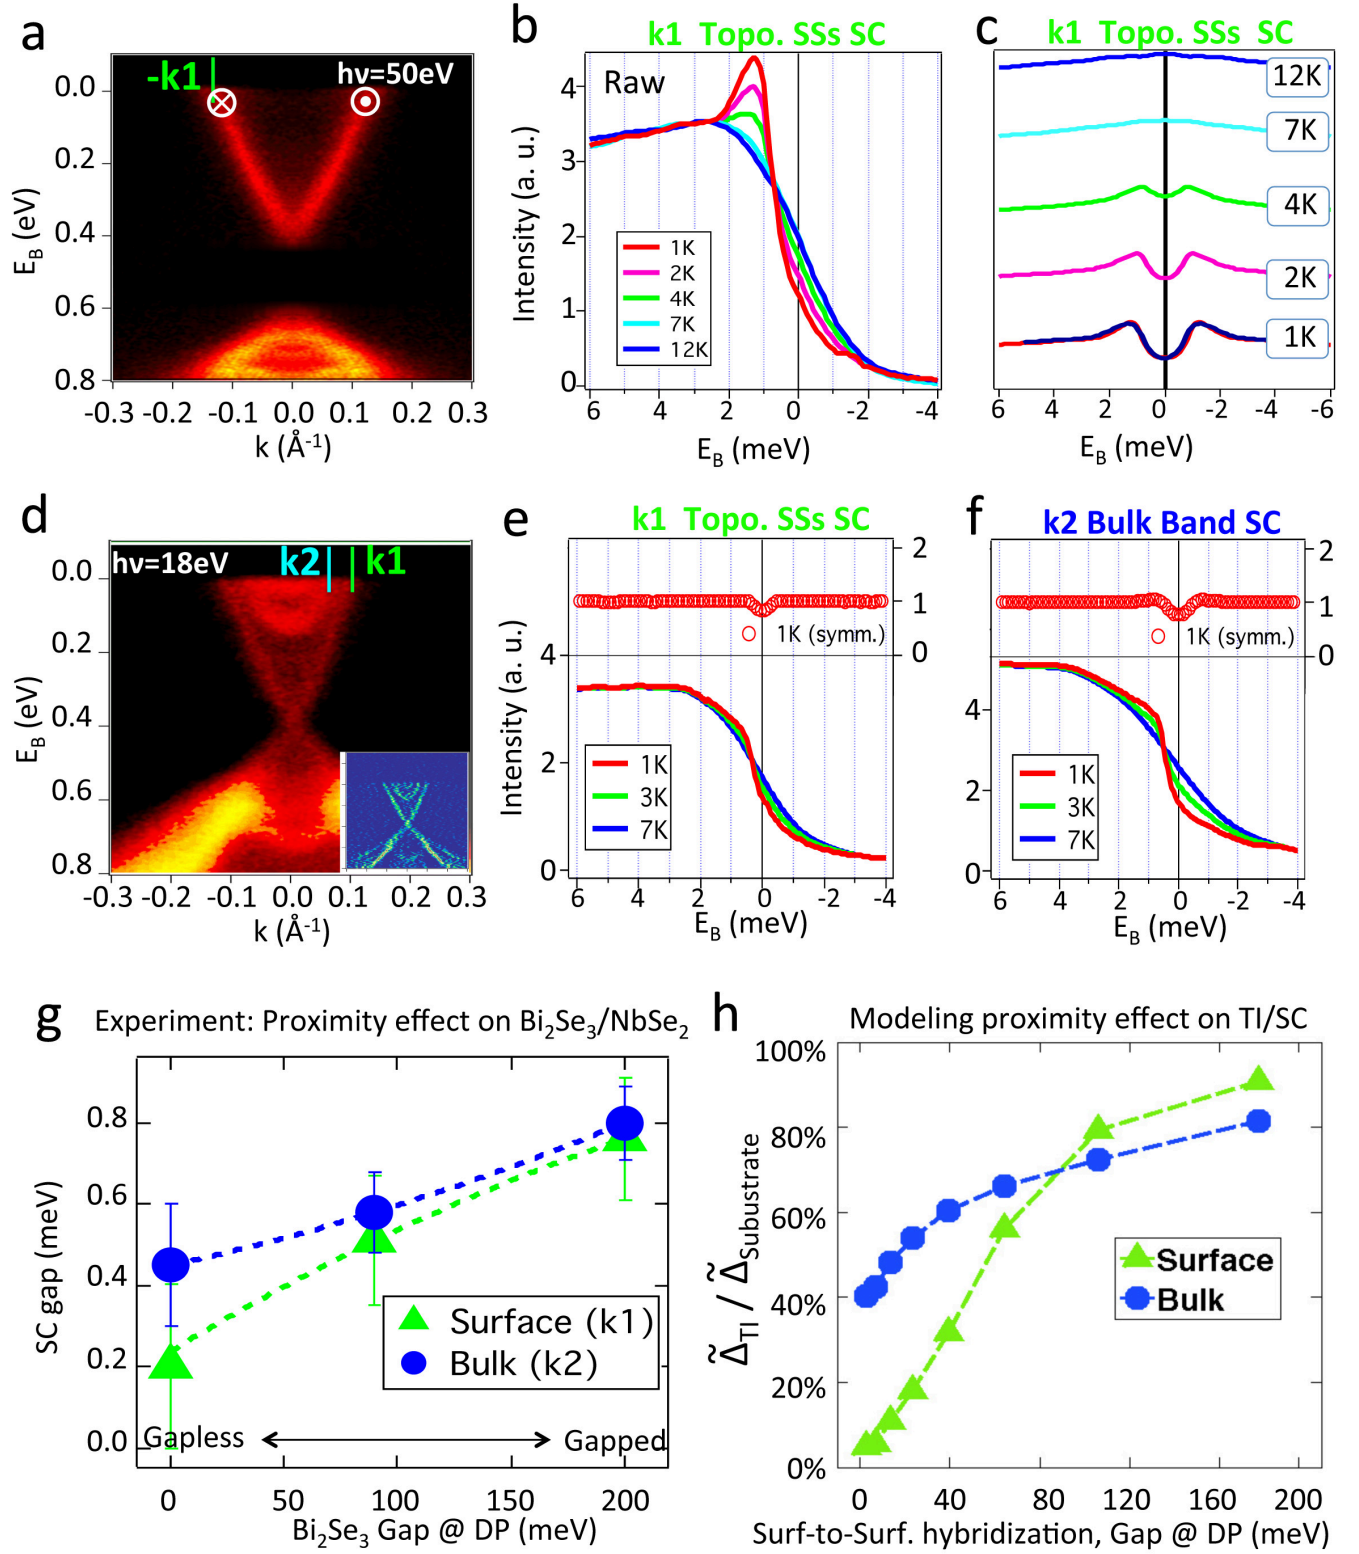 a
-k1
hν=50eV
0.0
0.2
0.4
0.6
0.8
E_B (eV)
-0.3 -0.1 0.0 0.1 0.3
k (Å⁻¹)
b
k1 Topo. SSs SC
Raw
4
3
2
1
0
Intensity (a. u.)
1K
2K
4K
7K
12K
6 4 2 0 -2 -4
E_B (meV)
c
k1 Topo. SSs SC
12K
7K
4K
2K
1K
6 4 2 0 -2 -4 -6
E_B (meV)
d
hν=18eV
k2
k1
0.0
0.2
0.4
0.6
0.8
E_B (eV)
-0.3 -0.1 0.0 0.1 0.3
k (Å⁻¹)
e
k1 Topo. SSs SC
2
1
0
1K (symm.)
4
2
0
Intensity (a. u.)
1K
3K
7K
6 4 2 0 -2 -4
E_B (meV)
f
k2 Bulk Band SC
2
1
0
1K (symm.)
4
2
0
1K
3K
7K
6 4 2 0 -2 -4
E_B (meV)
g
Experiment: Proximity effect on Bi₂Se₃/NbSe₂
0.8
0.6
0.4
0.2
0.0
SC gap (meV)
Surface (k1)
Bulk (k2)
Gapless
Gapped
0 50 100 150 200
Bi₂Se₃ Gap @ DP (meV)
h
Modeling proximity effect on TI/SC
100%
80%
60%
40%
20%
0%
Δ̃_TI / Δ̃_Substrate
Surface
Bulk
0 40 80 120 160 200
Surf-to-Surf. hybridization, Gap @ DP (meV)